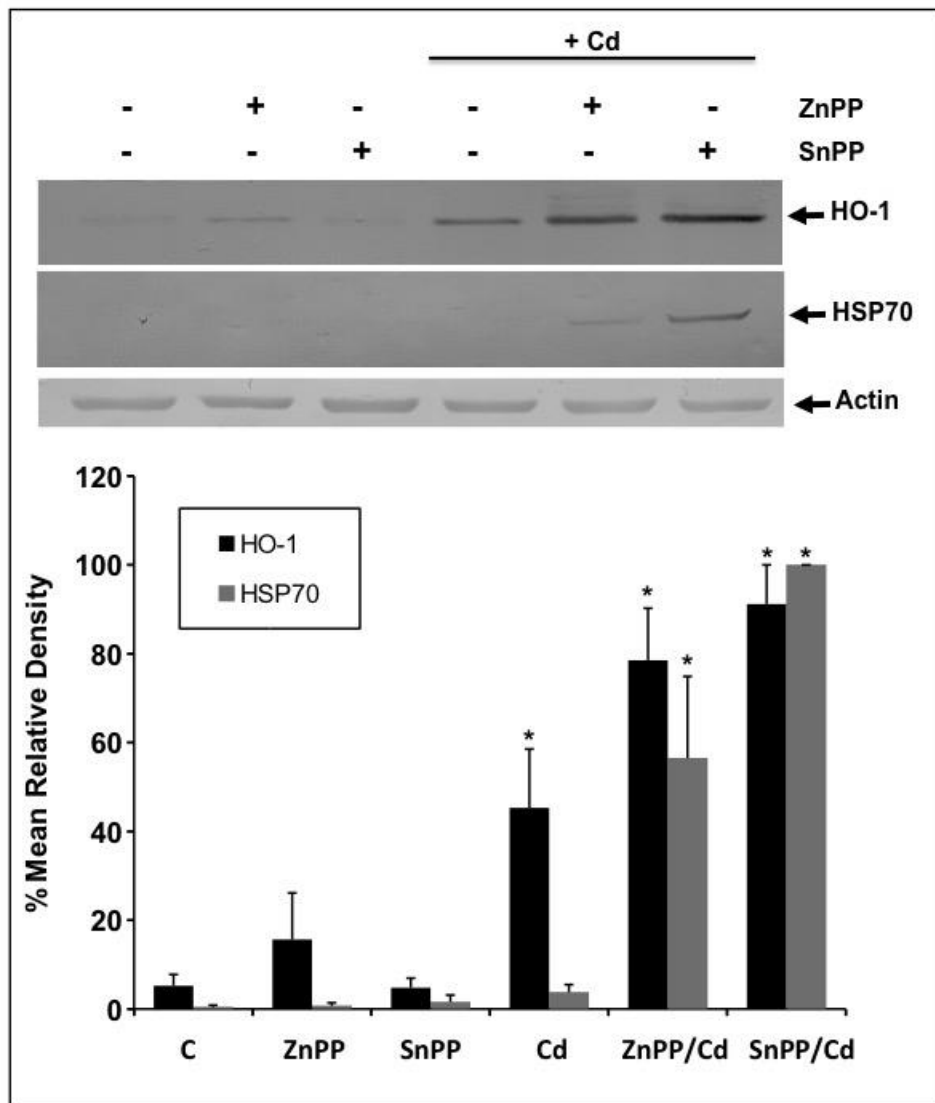 + Cd
- + - - + - ZnPP
- - + - - + SnPP
HO-1
HSP70
Actin
120
100
80
60
40
20
0
% Mean Relative Density
HO-1
HSP70
*
* *
* *
C ZnPP SnPP Cd ZnPP/Cd SnPP/Cd